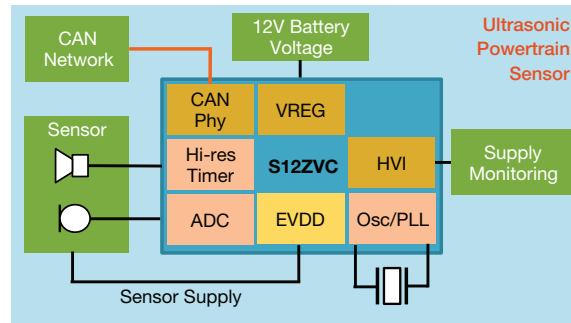 CAN
Network
12V Battery
Voltage
Ultrasonic
Powertrain
Sensor
CAN
Phy
VREG
Sensor
Hi-res
Timer
S12ZVC
HVI
Supply
Monitoring
ADC
EVDD
Osc/PLL
Sensor Supply